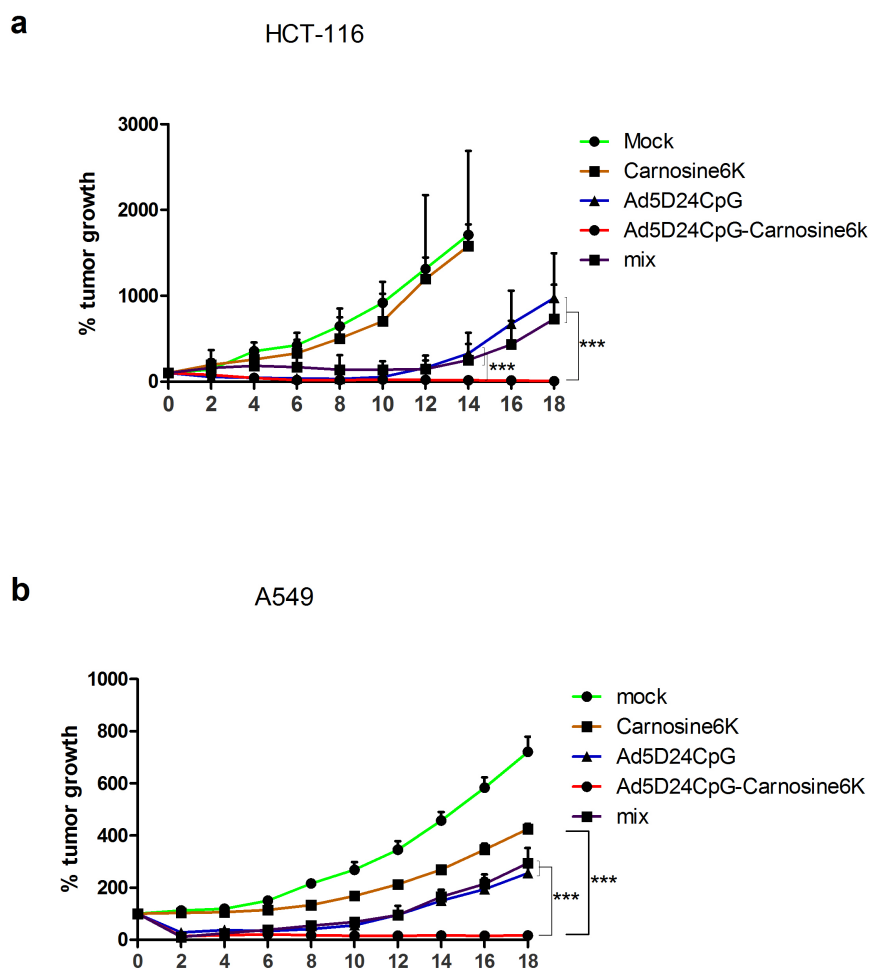 a
HCT-116
3000
2000
1000
0
% tumor growth
0 2 4 6 8 10 12 14 16 18
Mock
Carnosine6K
Ad5D24CpG
Ad5D24CpG-Carnosine6k
mix
***
***
b
A549
1000
800
600
400
200
0
% tumor growth
0 2 4 6 8 10 12 14 16 18
mock
Carnosine6K
Ad5D24CpG
Ad5D24CpG-Carnosine6K
mix
***
***